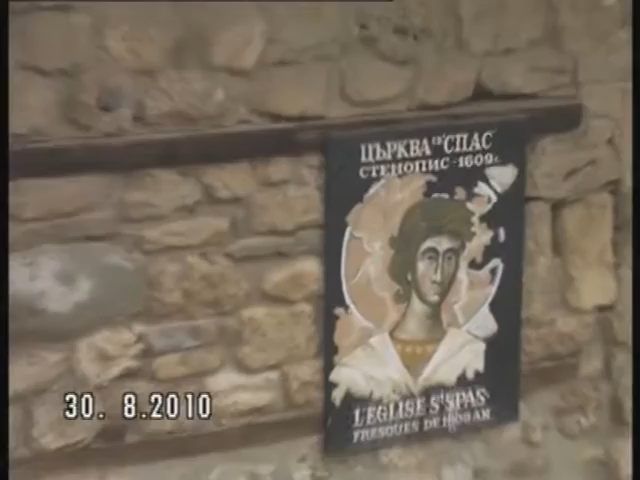 ЦЪРКВА "СВ СПАС
СТЕНОПИС - 1609г.
L'EGLISE St SPAS
FRESQUES DE 1609 AN
30. 8.2010